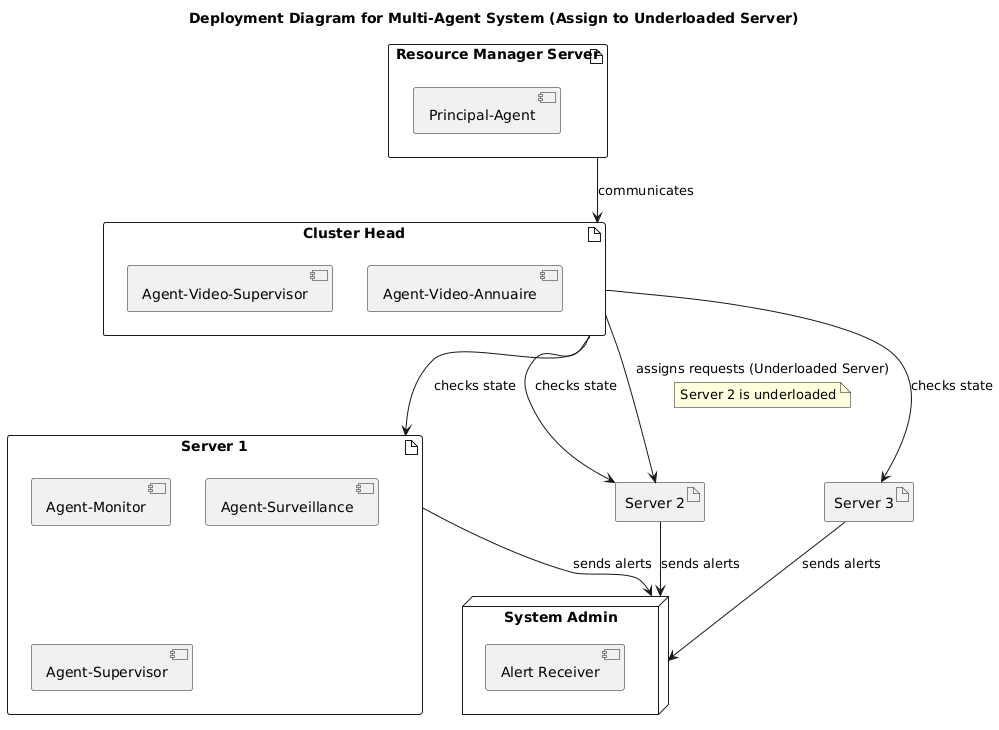 Deployment Diagram for Multi-Agent System (Assign to Underloaded Server)
Resource Manager Server
Principal-Agent
communicates
Cluster Head
Agent-Video-Supervisor
Agent-Video-Annuaire
assigns requests (Underloaded Server)
checks state
checks state
checks state
Server 2 is underloaded
Server 1
Agent-Monitor
Agent-Surveillance
Server 2
Server 3
sends alerts
sends alerts
sends alerts
System Admin
Agent-Supervisor
Alert Receiver